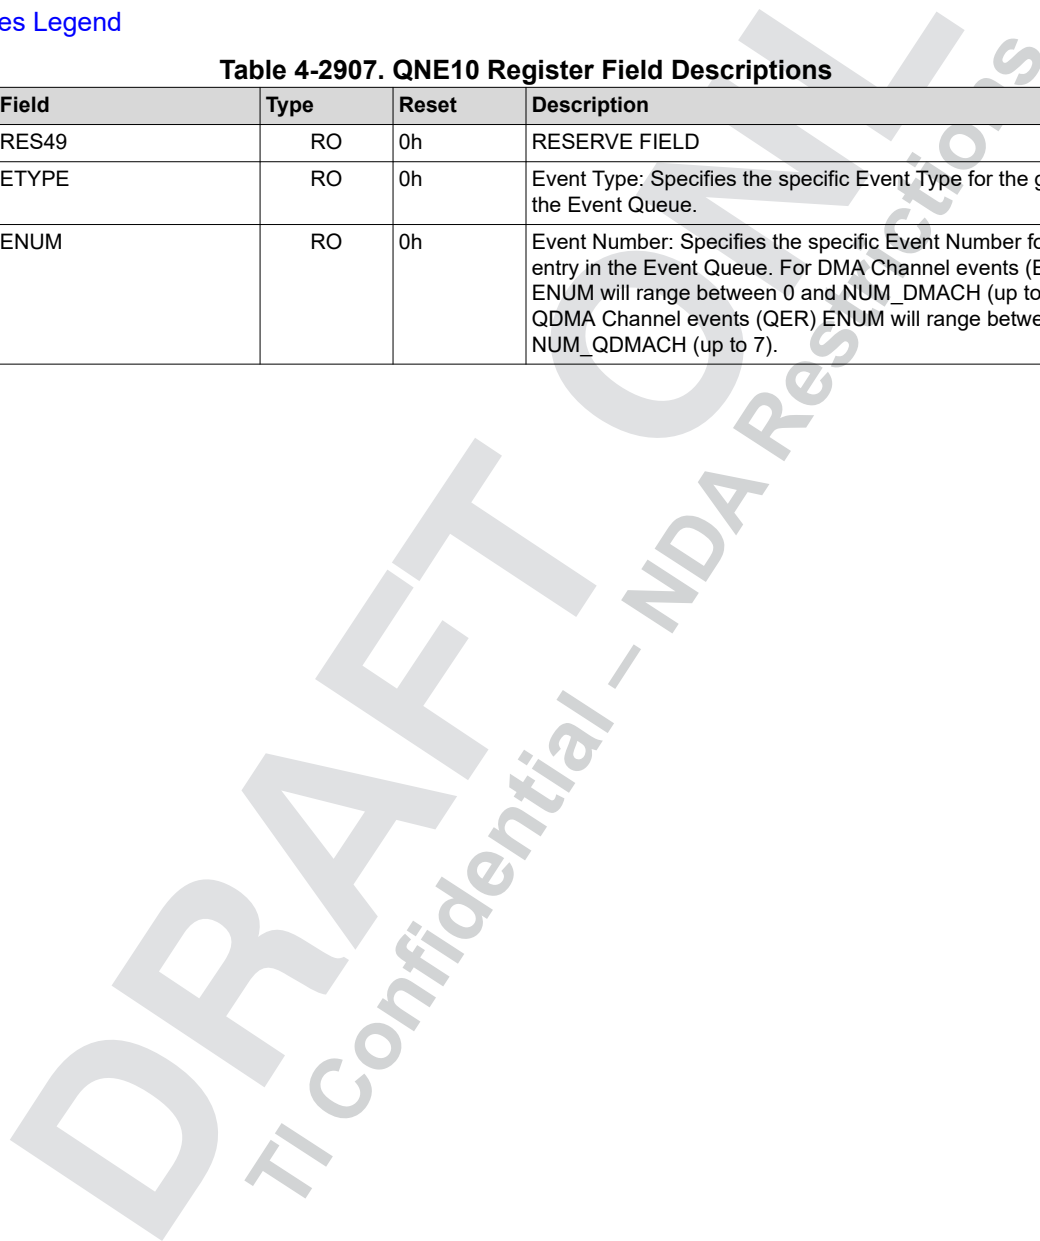 es Legend
Table 4-2907. QNE10 Register Field Descriptions
Field Type Reset Description
RES49 RO 0h RESERVE FIELD
ETYPE RO 0h Event Type: Specifies the specific Event Type for the
the Event Queue.
ENUM RO 0h Event Number: Specifies the specific Event Number
entry in the Event Queue. For DMA Channel events
ENUM will range between 0 and NUM_DMACH (up to
QDMA Channel events (QER) ENUM will range
NUM_QDMACH (up to 7).
DRAFT
TI Confidential – NDA Restrictions